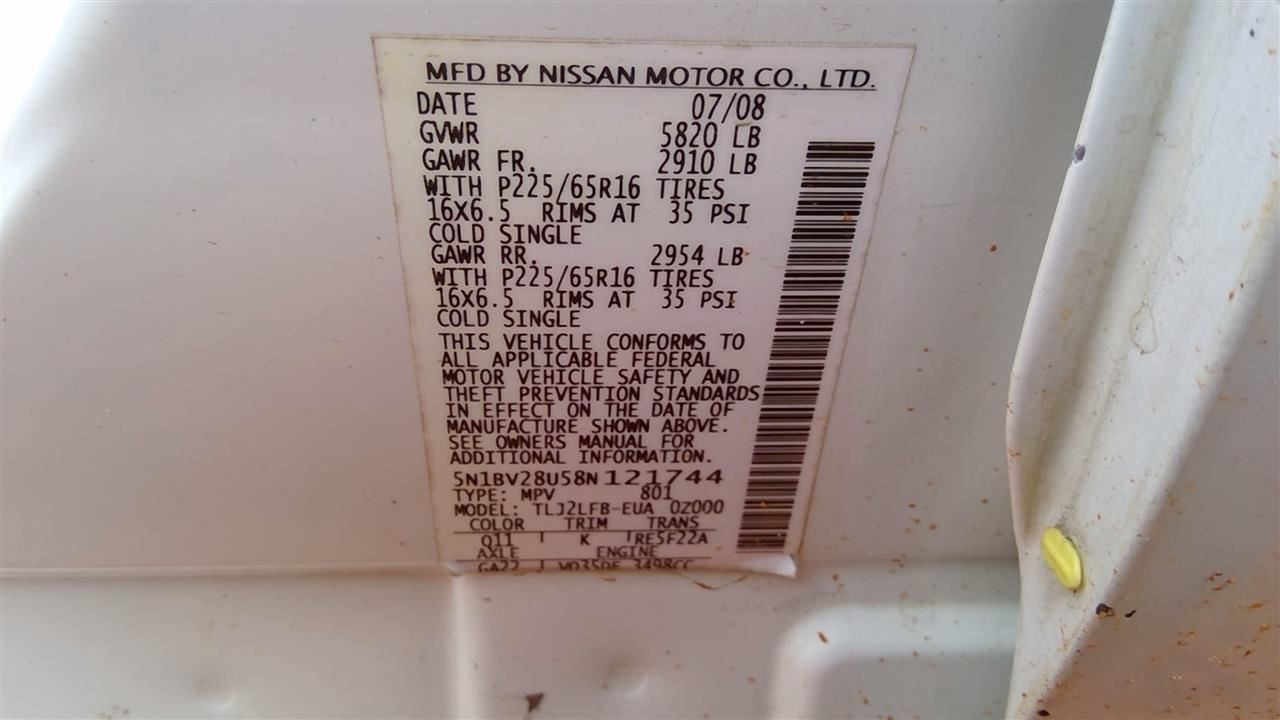 MFD BY NISSAN MOTOR CO., LTD.
DATE 07/08
GVWR 5820 LB
GAWR FR. 2910 LB
WITH P225/65R16 TIRES
16X6.5 RIMS AT 35 PSI
COLD SINGLE
GAWR RR. 2954 LB
WITH P225/65R16 TIRES
16X6.5 RIMS AT 35 PSI
COLD SINGLE
THIS VEHICLE CONFORMS TO
ALL APPLICABLE FEDERAL
MOTOR VEHICLE SAFETY AND
THEFT PREVENTION STANDARDS
IN EFFECT ON THE DATE OF
MANUFACTURE SHOWN ABOVE.
SEE OWNERS MANUAL FOR
ADDITIONAL INFORMATION.
5N1BV28U58N121744
TYPE: MPV 801
MODEL: TLJ2LFB-EUA 0Z000
COLOR TRIM TRANS
Q11 K RE5F22A
AXLE ENGINE
GA22 3498CC